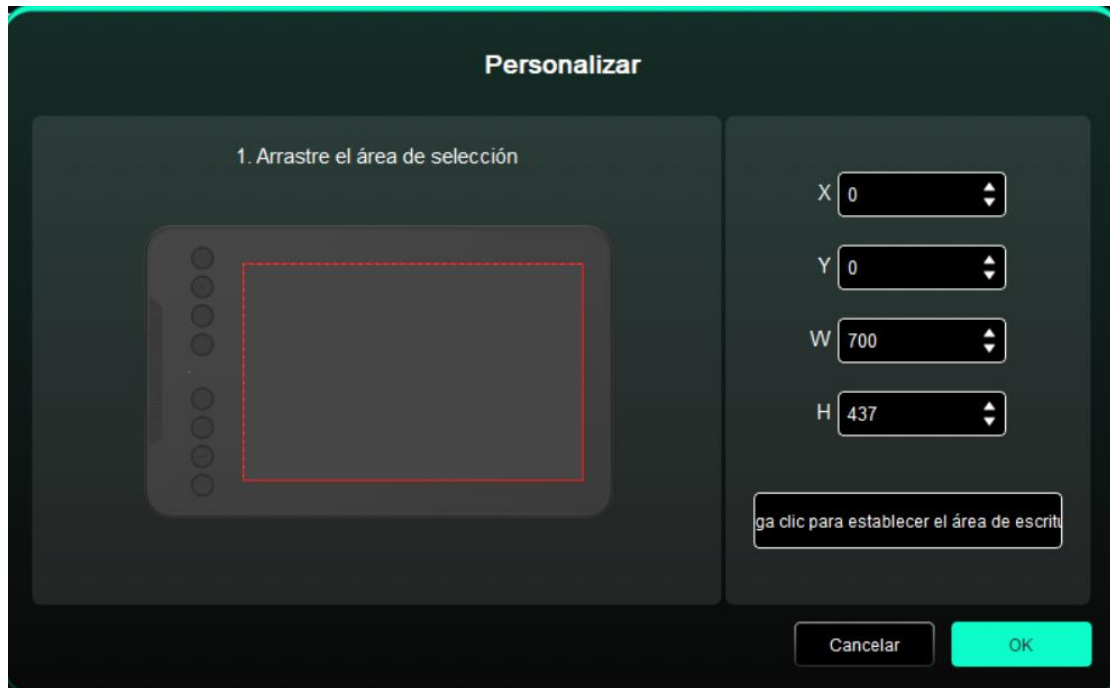 Personalizar
1. Arrastre el área de selección
X 0
Y 0
W 700
H 437
ga clic para establecer el área de escritu
Cancelar
OK